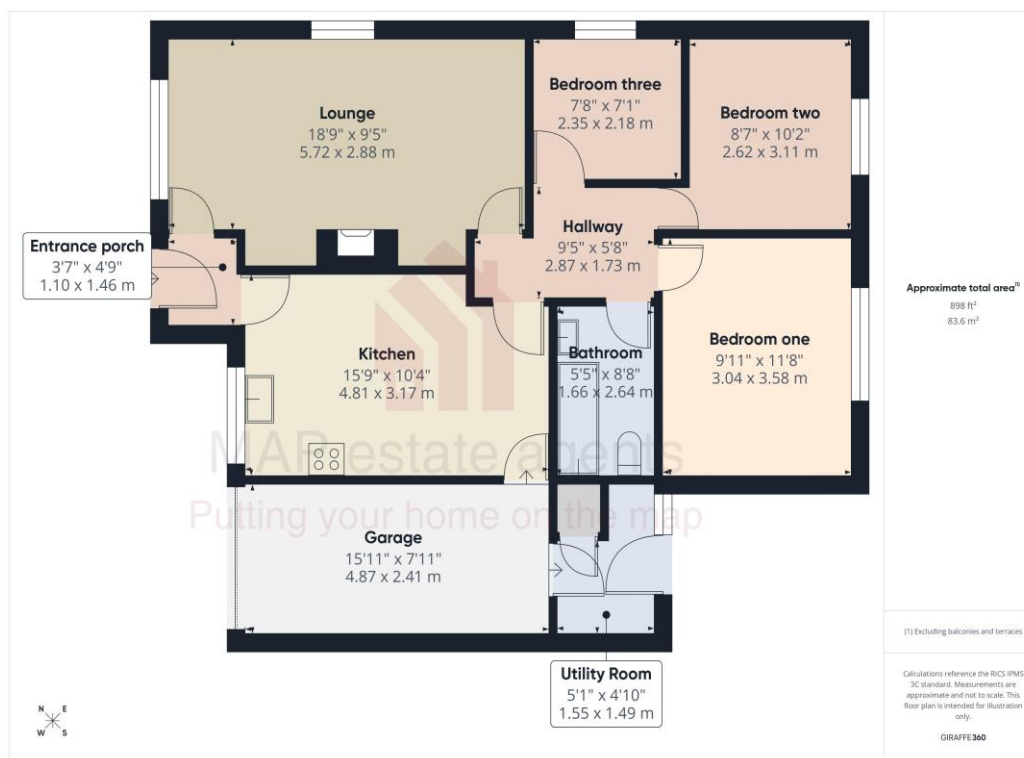 Lounge
18'9" x 9'5"
5.72 x 2.88 m
Bedroom three
7'8" x 7'1"
2.35 x 2.18 m
Bedroom two
8'7" x 10'2"
2.62 x 3.11 m
Entrance porch
3'7" x 4'9"
1.10 x 1.46 m
Hallway
9'5" x 5'8"
2.87 x 1.73 m
Kitchen
15'9" x 10'4"
4.81 x 3.17 m
Bathroom
5'5" x 8'8"
1.66 x 2.64 m
Bedroom one
9'11" x 11'8"
3.04 x 3.58 m
MAP estate agents
Putting your home on the map
Garage
15'11" x 7'11"
4.87 x 2.41 m
Utility Room
5'1" x 4'10"
1.55 x 1.49 m
N E
W S
Approximate total area(1)
898 ft²
83.6 m²
(1) Excluding balconies and terraces
Calculations reference the RICS IPMS
3C standard. Measurements are
approximate and not to scale. This
floor plan is intended for illustration
only.
GIRAFFE360